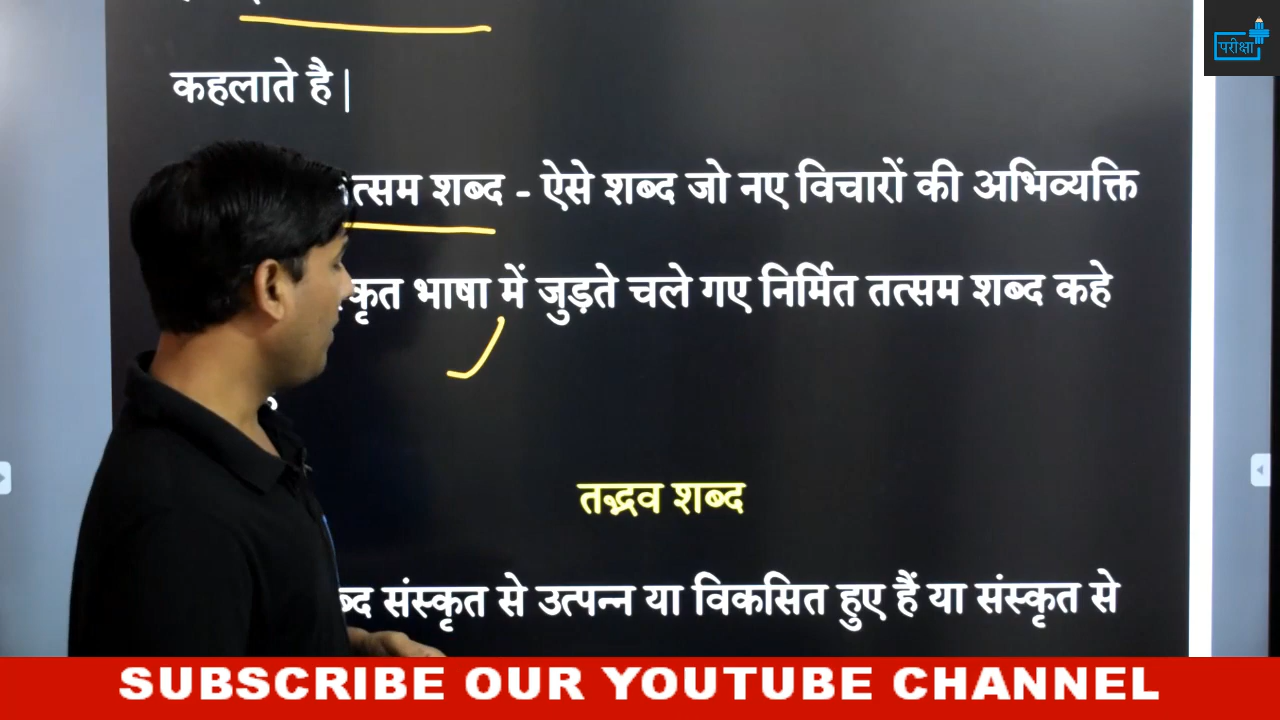 परीक्षा
कहलाते है |
शब्द - ऐसे शब्द जो नए विचारों की अभिव्यक्ति
भाषा में जुड़ते चले गए निर्मित तत्सम शब्द कहे
तद्भव शब्द
संस्कृत से उत्पन्न या विकसित हुए हैं या संस्कृत से
SUBSCRIBE OUR YOUTUBE CHANNEL